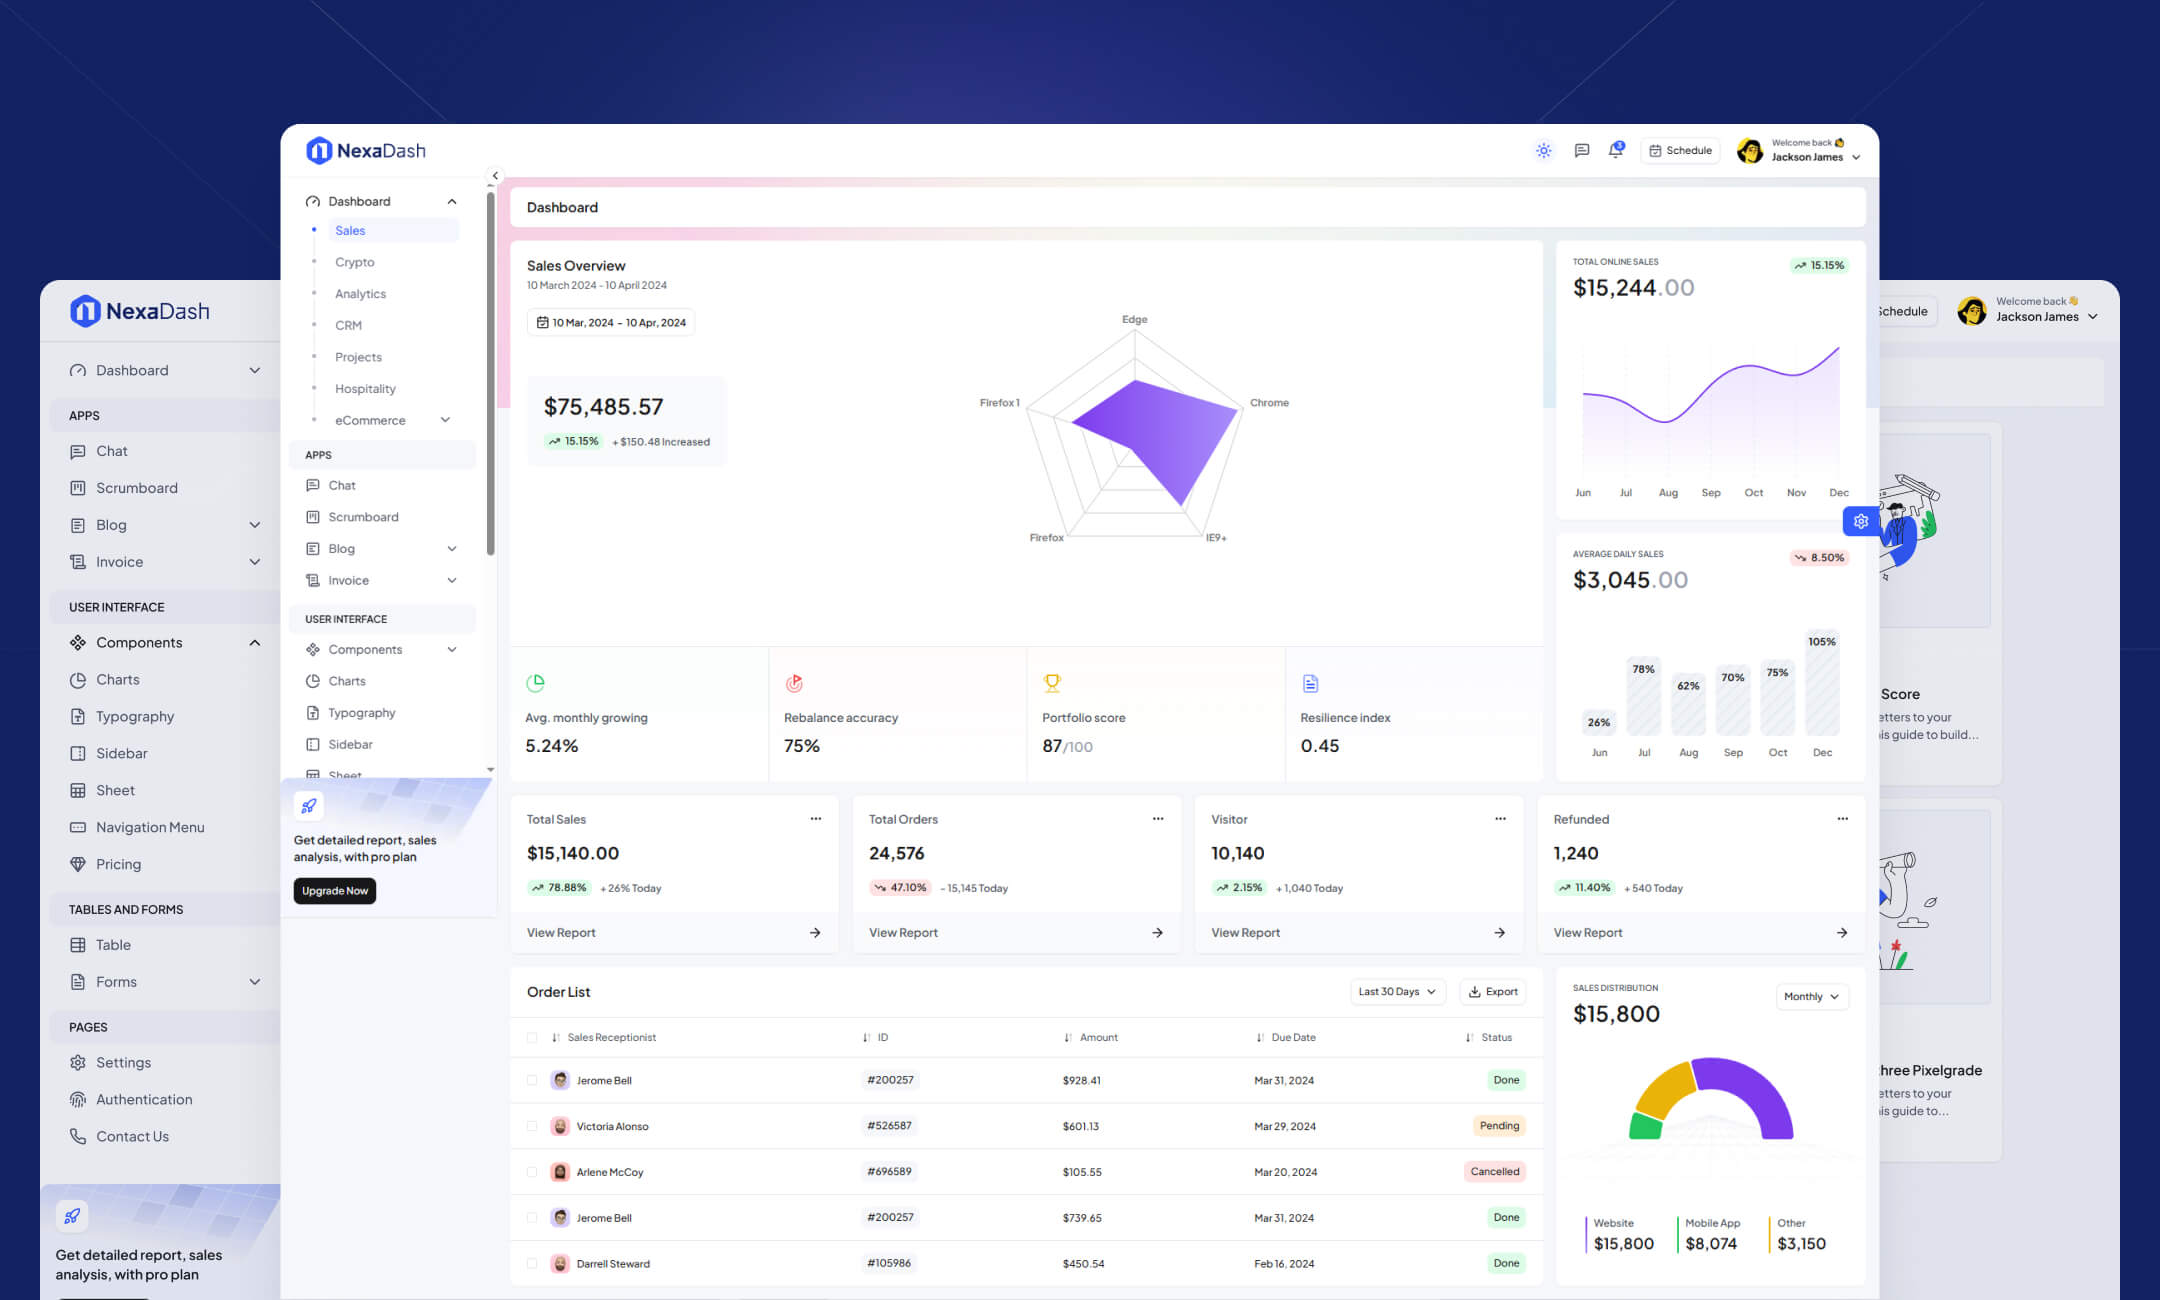 NexaDash
3
Schedule
Welcome back
Jackson James
Dashboard
Sales
Crypto
Analytics
CRM
Projects
Hospitality
eCommerce
APPS
Chat
Scrumboard
Blog
Invoice
USER INTERFACE
Components
Charts
Typography
Sidebar
Sheet
Get detailed report, sales
analysis, with pro plan
Upgrade Now
Dashboard
Sales Overview
10 March 2024 - 10 April 2024
10 Mar, 2024 - 10 Apr, 2024
$75,485.57
15.15% + $150.48 Increased
Edge
Firefox 1
Chrome
Firefox
IE9+
TOTAL ONLINE SALES
15.15%
$15,244.00
Jun Jul Aug Sep Oct Nov Dec
AVERAGE DAILY SALES
8.50%
$3,045.00
26% 78% 62% 70% 75% 105%
Jun Jul Aug Sep Oct Dec
Avg. monthly growing
5.24%
Rebalance accuracy
75%
Portfolio score
87/100
Resilience index
0.45
Total Sales
$15,140.00
78.88% + 26% Today
View Report
Total Orders
24,576
47.10% - 15,145 Today
View Report
Visitor
10,140
2.15% + 1,040 Today
View Report
Refunded
1,240
11.40% + 540 Today
View Report
Order List
Last 30 Days
Export
Sales Receptionist ID Amount Due Date Status
Jerome Bell #200257 $928.41 Mar 31, 2024 Done
Victoria Alonso #526587 $601.13 Mar 29, 2024 Pending
Arlene McCoy #696589 $105.55 Mar 20, 2024 Cancelled
Jerome Bell #200257 $739.65 Mar 31, 2024 Done
Darrell Steward #105986 $450.54 Feb 16, 2024 Done
SALES DISTRIBUTION
$15,800
Monthly
Website
$15,800
Mobile App
$8,074
Other
$3,150
NexaDash
Dashboard
APPS
Chat
Scrumboard
Blog
Invoice
USER INTERFACE
Components
Charts
Typography
Sidebar
Sheet
Navigation Menu
Pricing
TABLES AND FORMS
Table
Forms
PAGES
Settings
Authentication
Contact Us
Get detailed report, sales
analysis, with pro plan
Schedule
Welcome back
Jackson James
Score
etters to your
is guide to build...
hree Pixelgrade
etters to your
is guide to...